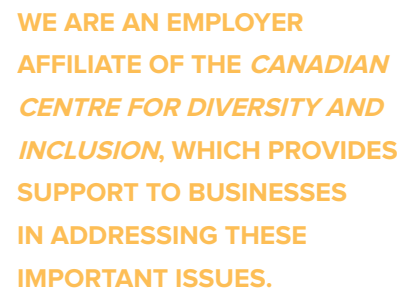 WE ARE AN EMPLOYER
AFFILIATE OF THE CANADIAN
CENTRE FOR DIVERSITY AND
INCLUSION, WHICH PROVIDES
SUPPORT TO BUSINESSES
IN ADDRESSING THESE
IMPORTANT ISSUES.